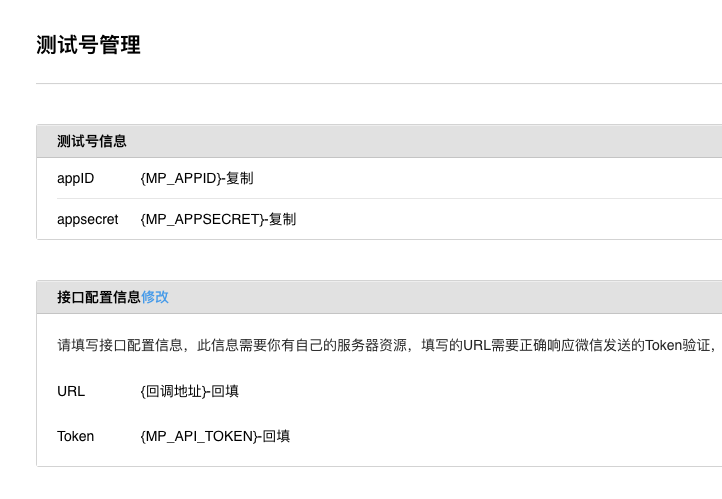 测试号管理
测试号信息
appID {MP_APPID}-复制
appsecret {MP_APPSECRET}-复制
接口配置信息修改
请填写接口配置信息，此信息需要你有自己的服务器资源，填写的URL需要正确响应微信发送的Token验证，
URL {回调地址}-回填
Token {MP_API_TOKEN}-回填